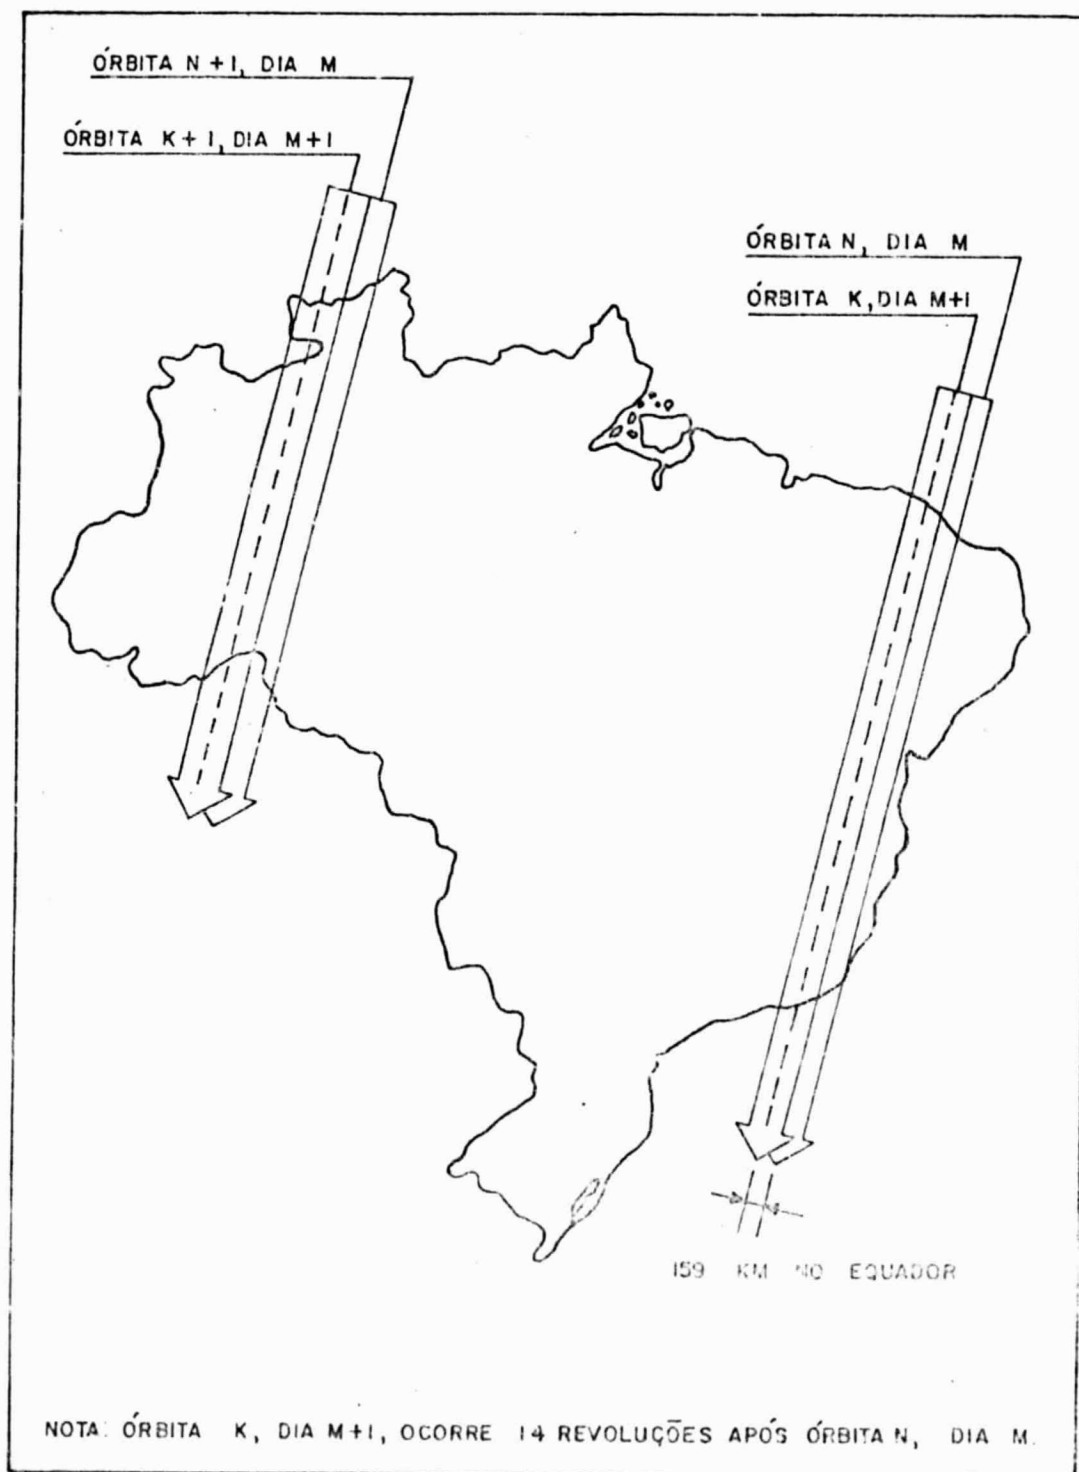 ÓRBITA N+1, DIA M
ÓRBITA K+1, DIA M+1
ÓRBITA N, DIA M
ÓRBITA K, DIA M+1
159 KM NO EQUADOR
NOTA: ÓRBITA K, DIA M+1, OCORRE 14 REVOLUÇÕES APÓS ÓRBITA N, DIA M.